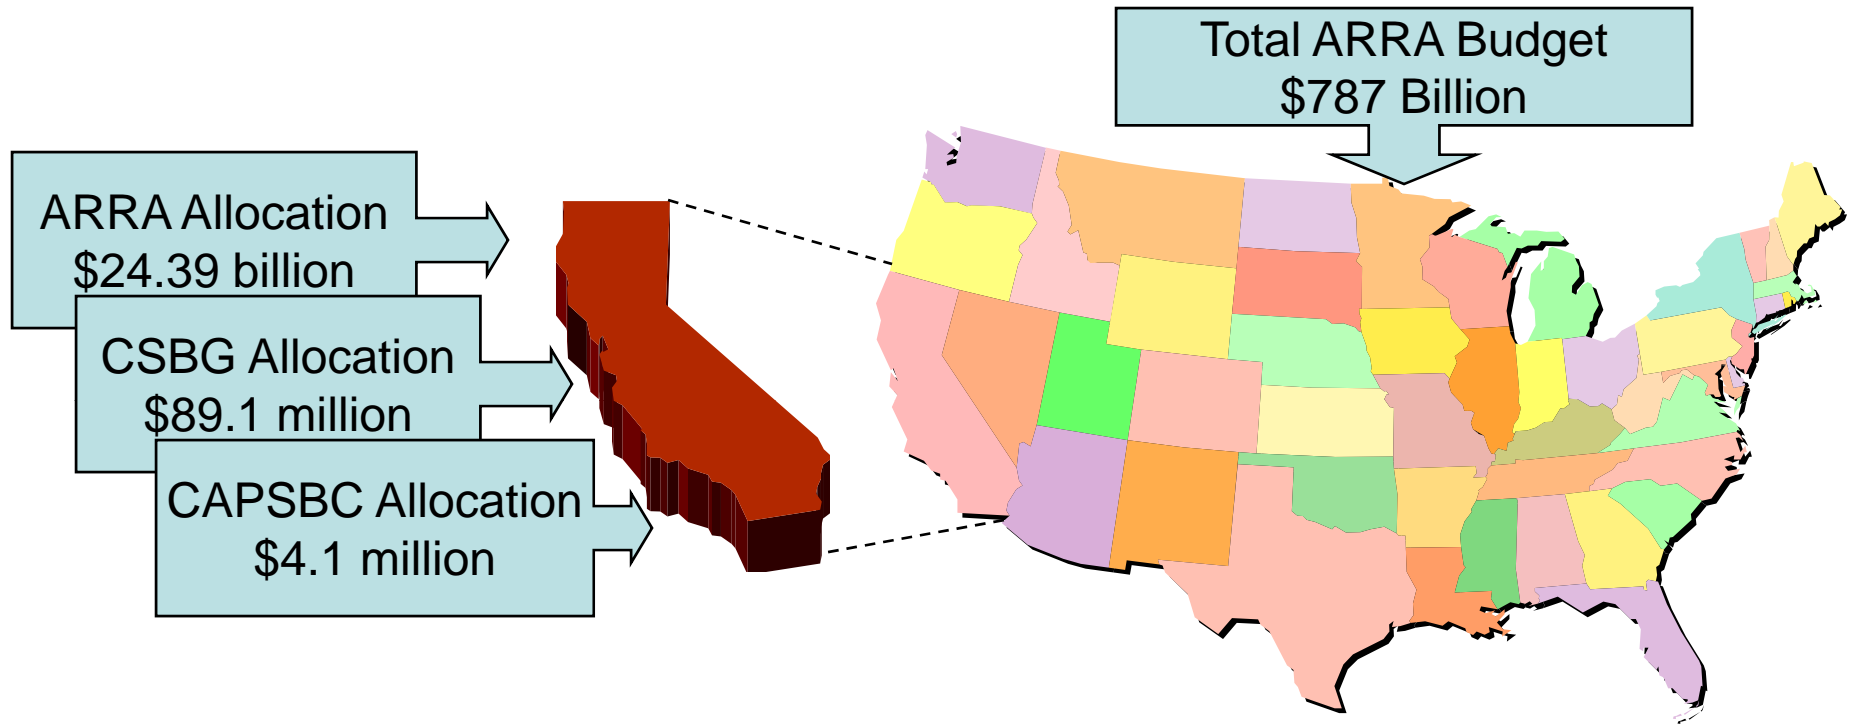 Total ARRA Budget
$787 Billion
ARRA Allocation
$24.39 billion
CSBG Allocation
$89.1 million
CAPSBC Allocation
$4.1 million